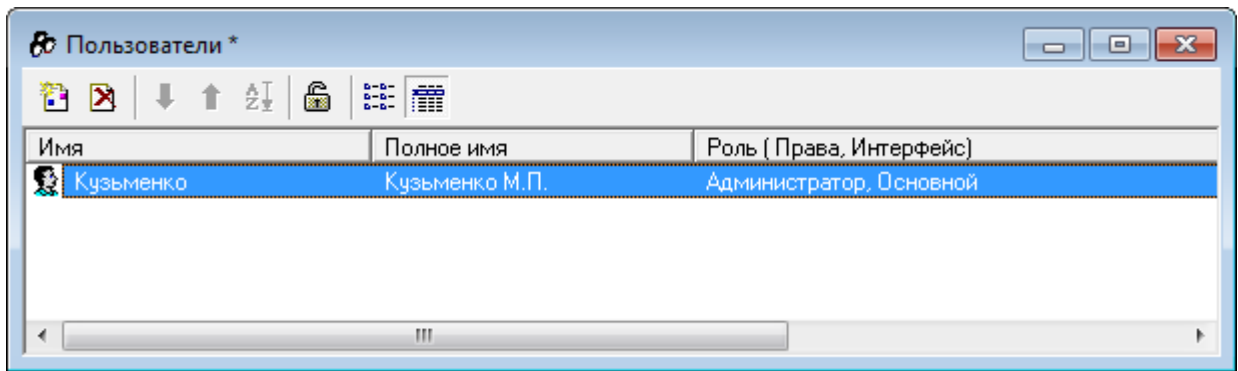 Пользователи *
Имя Полное имя Роль ( Права, Интерфейс)
Кузьменко Кузьменко М.П. Администратор, Основной